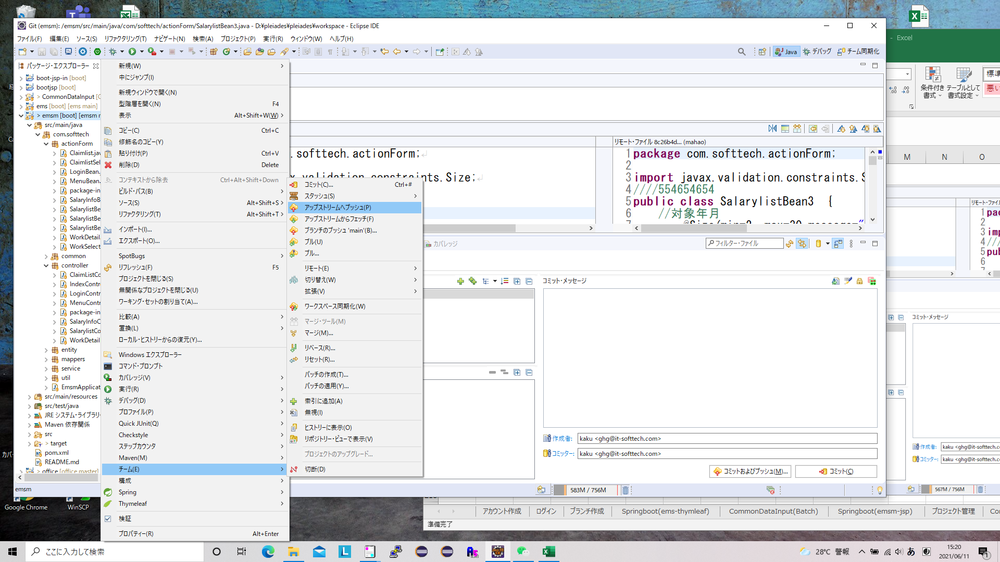 Git (emsm): /emsm/src/main/java/com/softtech/actionForm/SalarylistBean3.java - D:¥pleiades¥pleiades¥workspace - Eclipse IDE
ファイル(F) 編集(E) ソース(S) リファクタリング(T) ナビゲート(N) 検索(A) プロジェクト(P) 実行(R) ウィンドウ(W) ヘルプ(H)
Java デバッグ チーム同期化
パッケージ・エクスプローラー
boot-jsp-in [boot]
bootjsp [boot]
> CommonDataInput
ems [boot] [ems main]
> emsm [boot] [emsm
src/main/java
com.softtech
actionForm
Claimlist.jav
ClaimlistSel
LoginBean.
MenuBean.
package-in
SalaryInfoB
SalarylistBe
SalarylistBe
SalarylistBe
WorkDetail
WorkSelect
common
controller
ClaimListCo
IndexContr
LoginContr
MenuContr
package-in
SalaryInfoC
SalarylistCo
WorkDetail
entity
mappers
service
util
EmsmApplicat
src/main/resources
src/test/java
JRE システム・ライブラリー
Maven 依存関係
src
> target
pom.xml
README.md
> office [office master]
emsm
新規(W)
中にジャンプ(I)
新規ウィンドウで開く(N)
型階層を開く(N) F4
表示 Alt+Shift+W(W)
コピー(C) Ctrl+C
修飾名のコピー(Y)
貼り付け(P) Ctrl+V
削除(D) Delete
コンテキストから除去 Ctrl+Alt+Shift+Down
ビルド・パス(B)
ソース(S) Alt+Shift+S
リファクタリング(T) Alt+Shift+T
インポート(I)...
エクスポート(O)...
SpotBugs
リフレッシュ(F) F5
プロジェクトを閉じる(S)
無関係なプロジェクトを閉じる(U)
ワーキング・セットの割り当て(A)...
比較(A)
置換(L)
ローカル・ヒストリーからの復元(Y)...
Windows エクスプローラー
コマンド・プロンプト
カバレッジ(V)
実行(R)
デバッグ(D)
プロファイル(P)
Quick JUnit(Q)
Checkstyle
ステップカウンタ
Maven(M)
チーム(E)
構成
Spring
Thymeleaf
検証
プロパティー(R) Alt+Enter
コミット(C)... Ctrl+#
スタッシュ(S)
アップストリームへプッシュ(P)
アップストリームからフェッチ(F)
ブランチのプッシュ 'main'(B)...
プル(U)
プル...
リモート(E)
切り替え(W)
拡張(V)
ワークスペース同期化(W)
マージ・ツール(M)
マージ(M)...
リベース(R)...
リセット(R)...
パッチの作成(T)...
パッチの適用(Y)...
索引に追加(A)
無視(I)
ヒストリーに表示(O)
リポジトリー・ビューで表示(V)
プロジェクトのアップグレード...
切断(D)
.softtech.actionForm;
x.validation.constraints.Size;
リモート・ファイル 8c26b4d... (mahao)
1 package com.softtech.actionForm;
2
3 import javax.validation.constraints.S
4 ////554654654
5 public class SalarylistBean3 {
6 //対象年月
カバレッジ
フィルター・ファイル
コミット・メッセージ
作成者: kaku <ghg@it-softtech.com>
コミッター: kaku <ghg@it-softtech.com>
コミットおよびプッシュ(M)... コミット(C)
583M / 756M
- Excel
標準
悪い
条件付き書式 テーブルとして書式設定
M N O
リモート・ファイ
1 pac
2
3 im
4 ///
5 pub
6
コミット・メッセージ
作成者: kaku <ghg@it-softtech.co
コミッター: kaku <ghg@it-softtech.co
567M / 756M
アカウント作成 ログイン ブランチ作成 Springboot(ems-thymleaf) CommonDataInput(Batch) Springboot(emsm-jsp) プロジェクト管理 Co
準備完了
Google Chrome
WinSCP
ここに入力して検索
28℃ 警報
あ
15:20
2021/06/11
1